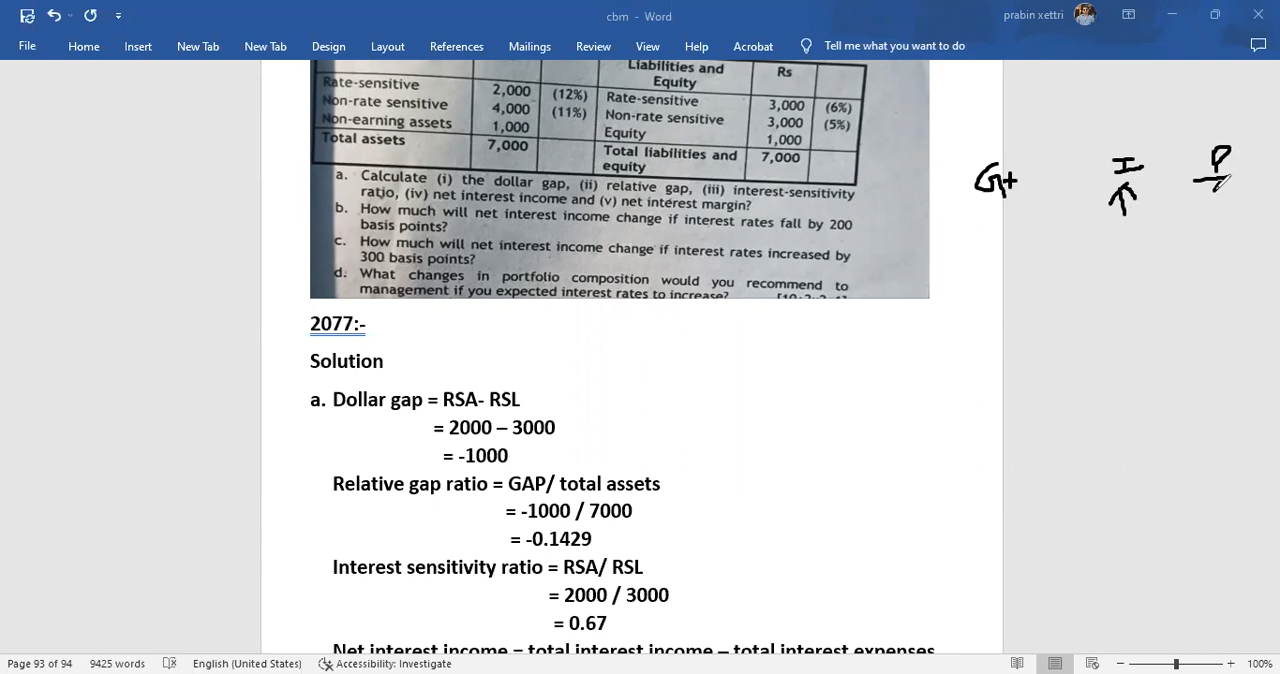 cbm - Word
prabin xettri
File Home Insert New Tab New Tab Design Layout References Mailings Review View Help Acrobat Tell me what you want to do
Liabilities and Rs
Equity
Rate-sensitive 2,000 (12%) Rate-sensitive 3,000 (6%)
Non-rate sensitive 4,000 (11%) Non-rate sensitive 3,000 (5%)
Non-earning assets 1,000 Equity 1,000
Total assets 7,000 Total liabilities and 7,000
equity
a. Calculate (i) the dollar gap, (ii) relative gap, (iii) interest-sensitivity
ratio, (iv) net interest income and (v) net interest margin?
b. How much will net interest income change if interest rates fall by 200
basis points?
c. How much will net interest income change if interest rates increased by
300 basis points?
d. What changes in portfolio composition would you recommend to
management if you expected interest rates to increase?
G+ I P
2077:-
Solution
a. Dollar gap = RSA- RSL
= 2000 – 3000
= -1000
Relative gap ratio = GAP/ total assets
= -1000 / 7000
= -0.1429
Interest sensitivity ratio = RSA/ RSL
= 2000 / 3000
= 0.67
Net interest income = total interest income – total interest expenses
Page 93 of 94 9425 words English (United States) Accessibility: Investigate 100%